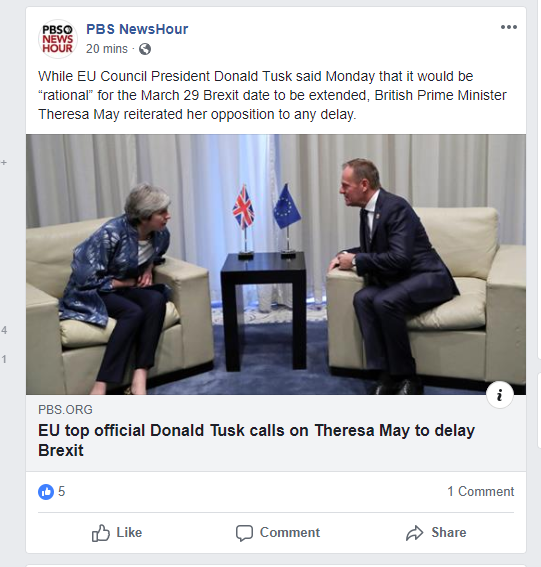 PBS
NEWS
HOUR
PBS NewsHour
20 mins ·
While EU Council President Donald Tusk said Monday that it would be
“rational” for the March 29 Brexit date to be extended, British Prime Minister
Theresa May reiterated her opposition to any delay.
+
4
1
i
PBS.ORG
EU top official Donald Tusk calls on Theresa May to delay
Brexit
5
1 Comment
Like
Comment
Share